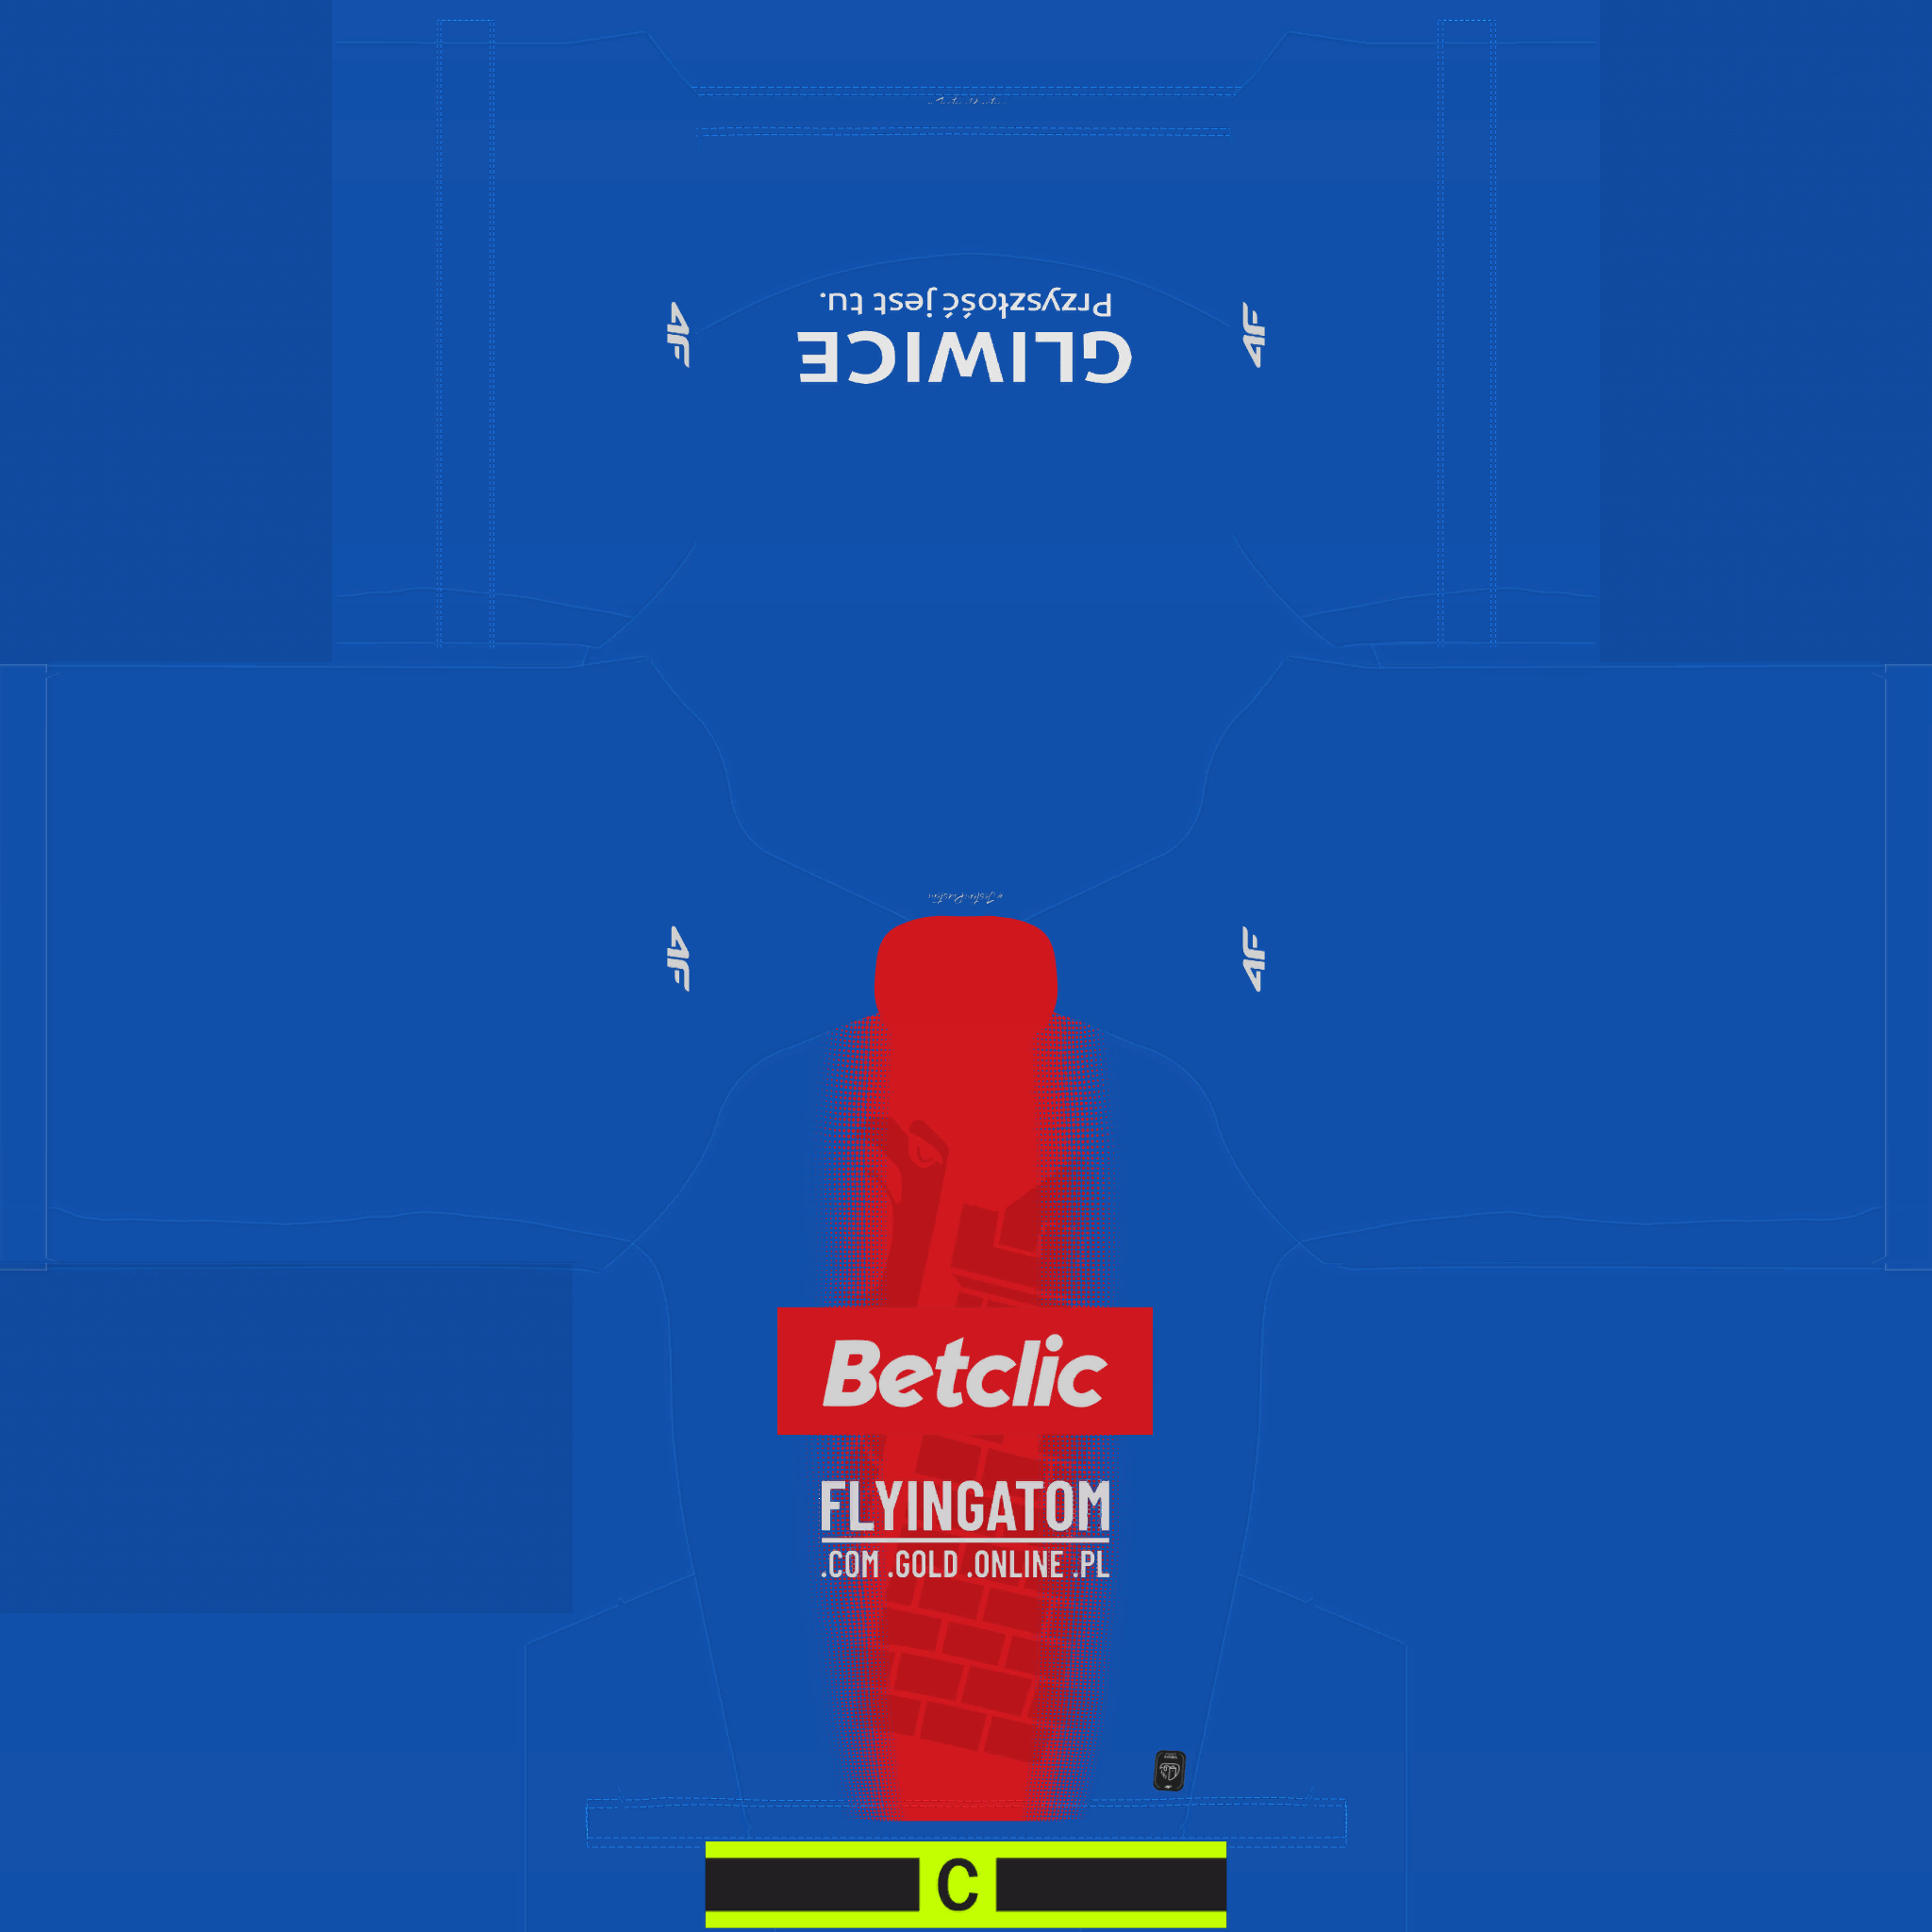 GLIWICE
Przyszłość jest tu.
4F
4F
4F
4F
Betclic
FLYINGATOM
.COM .GOLD .ONLINE .PL
C